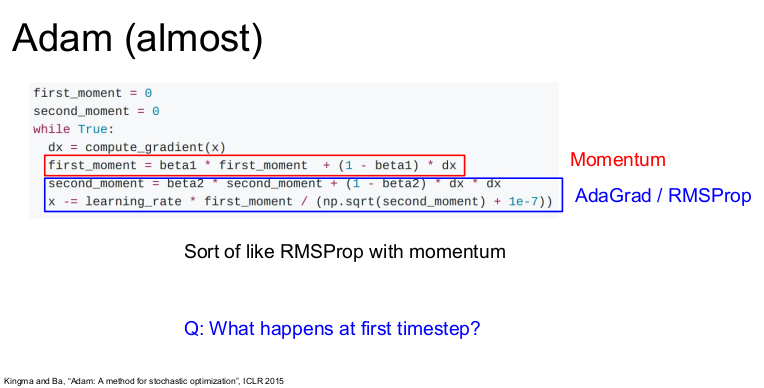 Adam (almost)
first_moment = 0
second_moment = 0
while True:
dx = compute_gradient(x)
first_moment = beta1 * first_moment + (1 - beta1) * dx
Momentum
second_moment = beta2 * second_moment + (1 - beta2) * dx * dx
x -= learning_rate * first_moment / (np.sqrt(second_moment) + 1e-7))
AdaGrad / RMSProp
Sort of like RMSProp with momentum
Q: What happens at first timestep?
Kingma and Ba, “Adam: A method for stochastic optimization”, ICLR 2015